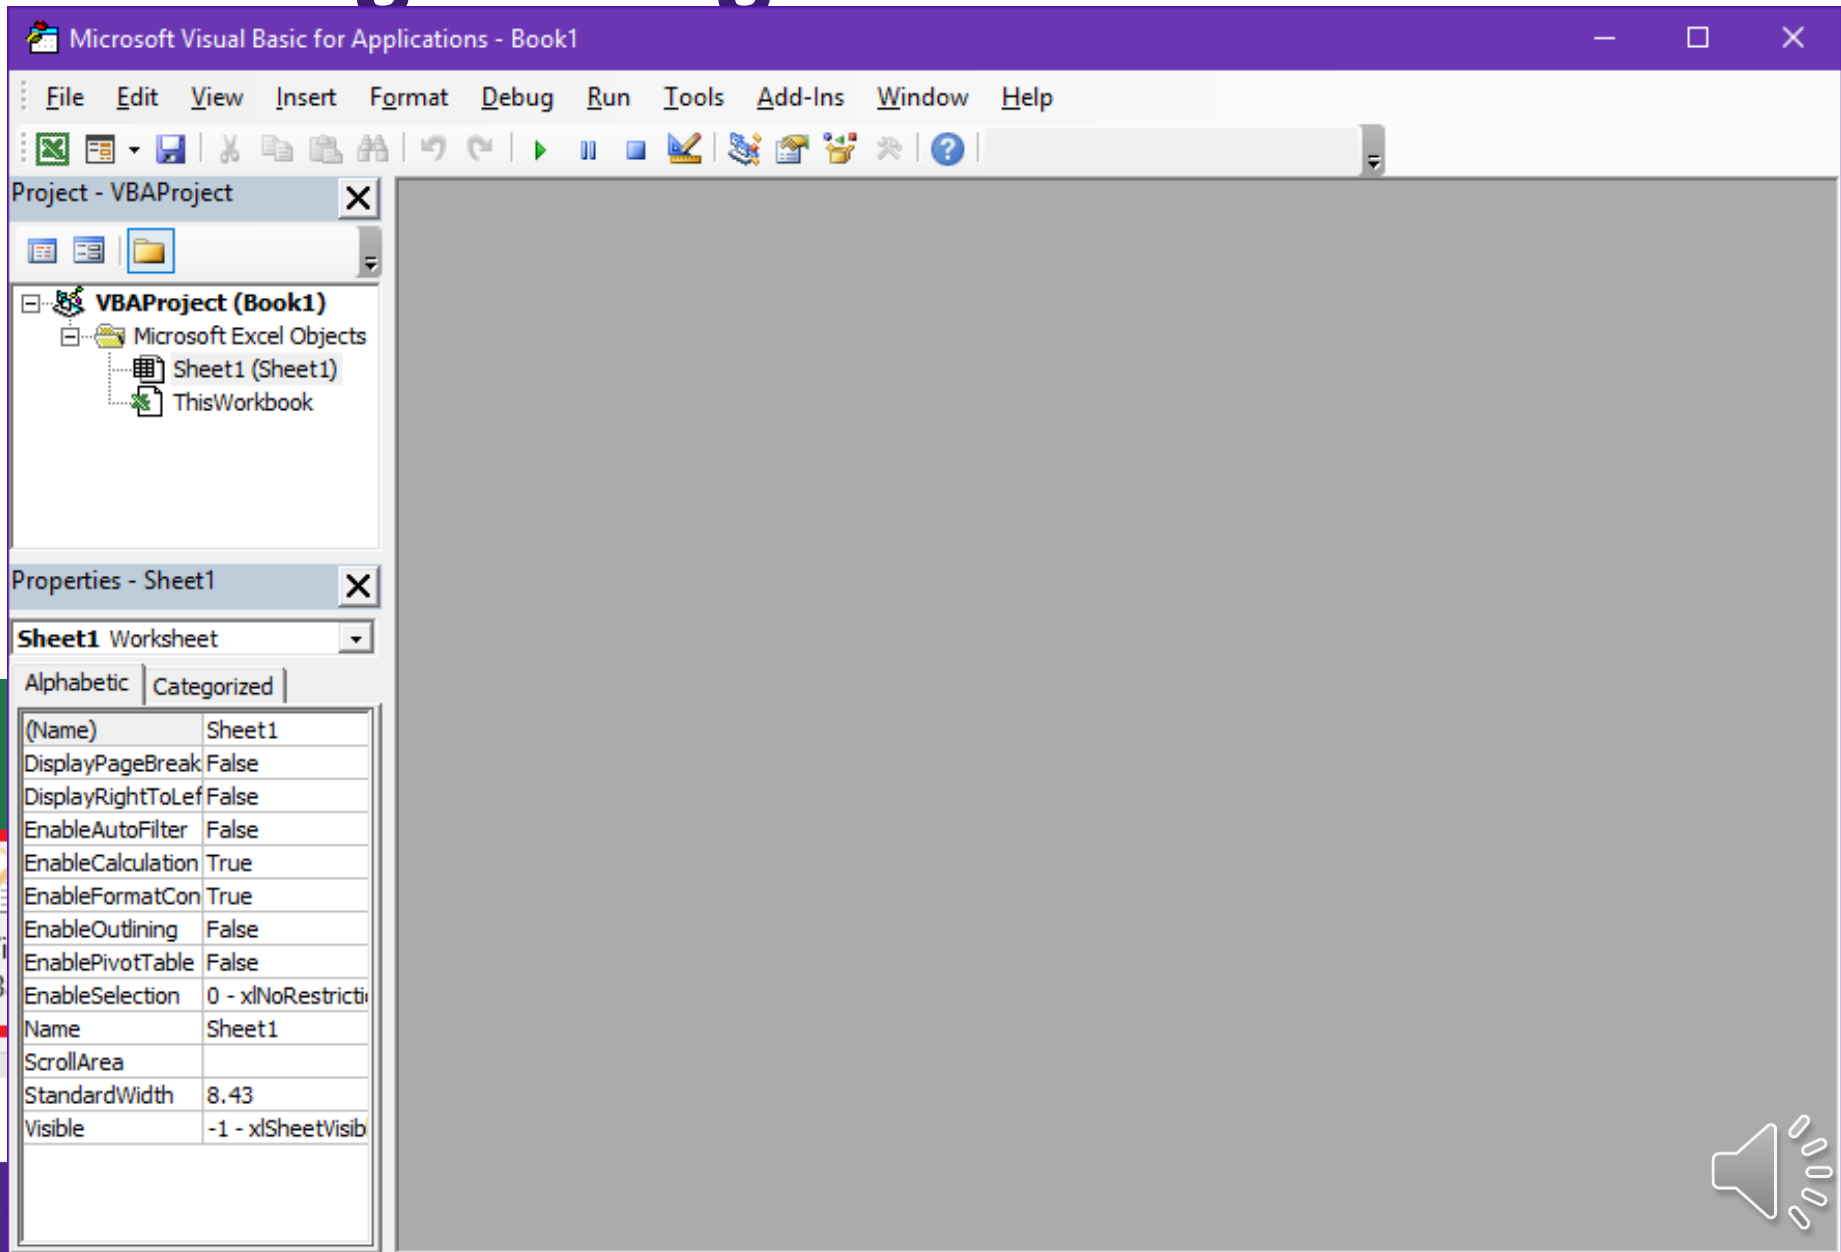 Microsoft Visual Basic for Applications - Book1
File Edit View Insert Format Debug Run Tools Add-Ins Window Help
Project - VBAProject
VBAProject (Book1)
Microsoft Excel Objects
Sheet1 (Sheet1)
ThisWorkbook
Properties - Sheet1
Sheet1 Worksheet
Alphabetic Categorized
(Name) Sheet1
DisplayPageBreak False
DisplayRightToLef False
EnableAutoFilter False
EnableCalculation True
EnableFormatCon True
EnableOutlining False
EnablePivotTable False
EnableSelection 0 - xlNoRestricti
Name Sheet1
ScrollArea
StandardWidth 8.43
Visible -1 - xlSheetVisib